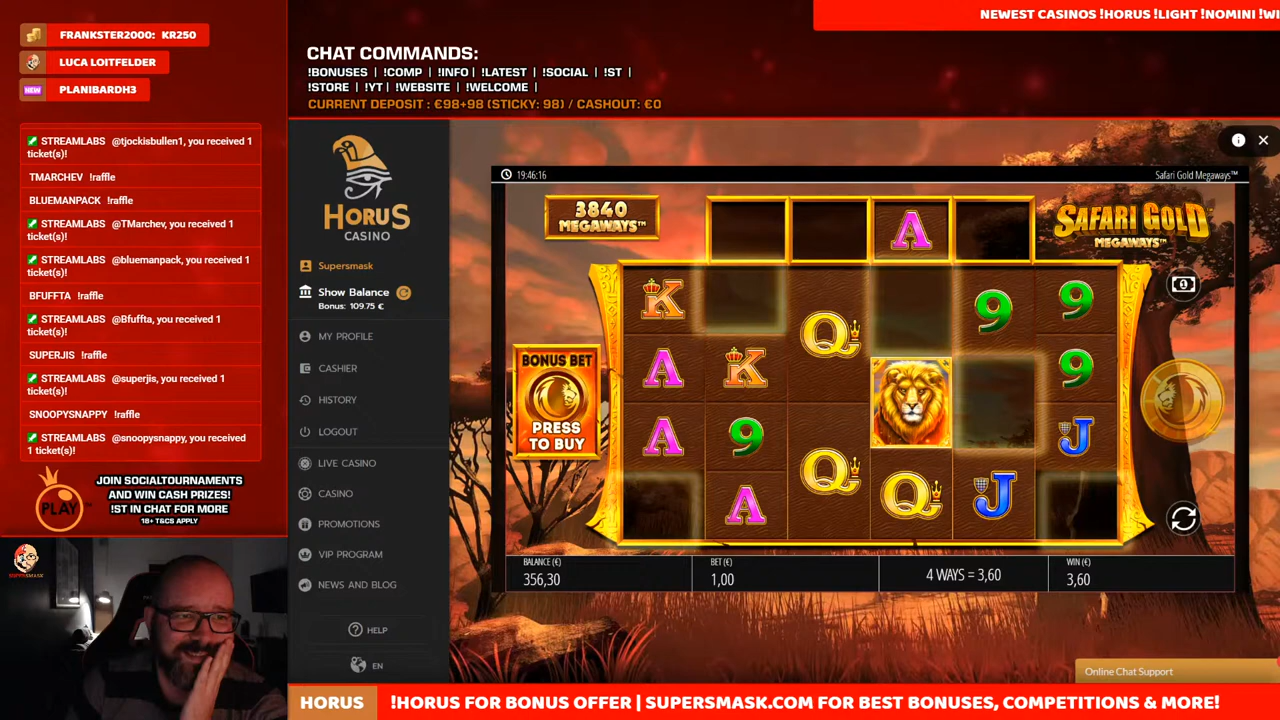 FRANKSTER2000: KR250
LUCA LOITFELDER
NEW PLANIBARDH3
STREAMLABS @tjockisbullen1, you received 1
ticket(s)!
TMARCHEV !raffle
BLUEMANPACK !raffle
STREAMLABS @TMarchev, you received 1
ticket(s)!
STREAMLABS @bluemanpack, you received 1
ticket(s)!
BFUFFTA !raffle
STREAMLABS @Bfuffta, you received 1
ticket(s)!
SUPERJIS !raffle
STREAMLABS @superjis, you received 1
ticket(s)!
SNOOPYSNAPPY !raffle
STREAMLABS @snoopysnappy, you received
1 ticket(s)!
PLAY
JOIN SOCIALTOURNAMENTS
AND WIN CASH PRIZES!
!ST IN CHAT FOR MORE
18+ T&CS APPLY
SUPERSMASK
NEWEST CASINOS !HORUS !LIGHT !NOMINI !WI
CHAT COMMANDS:
!BONUSES | !COMP | !INFO | !LATEST | !SOCIAL | !ST |
!STORE | !YT | !WEBSITE | !WELCOME |
CURRENT DEPOSIT : €98+98 (STICKY: 98) / CASHOUT: €0
HORUS
CASINO
Supersmask
Show Balance
Bonus: 109.75 €
MY PROFILE
CASHIER
HISTORY
LOGOUT
LIVE CASINO
CASINO
PROMOTIONS
VIP PROGRAM
NEWS AND BLOG
HELP
EN
19:46:16
Safari Gold Megaways™
3840
MEGAWAYS™
A
SAFARI GOLD
MEGAWAYS™
K 9 9
Q
A K 9
A 9 J
Q Q J
A
BONUS BET
PRESS
TO BUY
BALANCE (€)
356,30
BET (€)
1,00
4 WAYS = 3,60
WIN (€)
3,60
Online Chat Support
HORUS
!HORUS FOR BONUS OFFER | SUPERSMASK.COM FOR BEST BONUSES, COMPETITIONS & MORE!